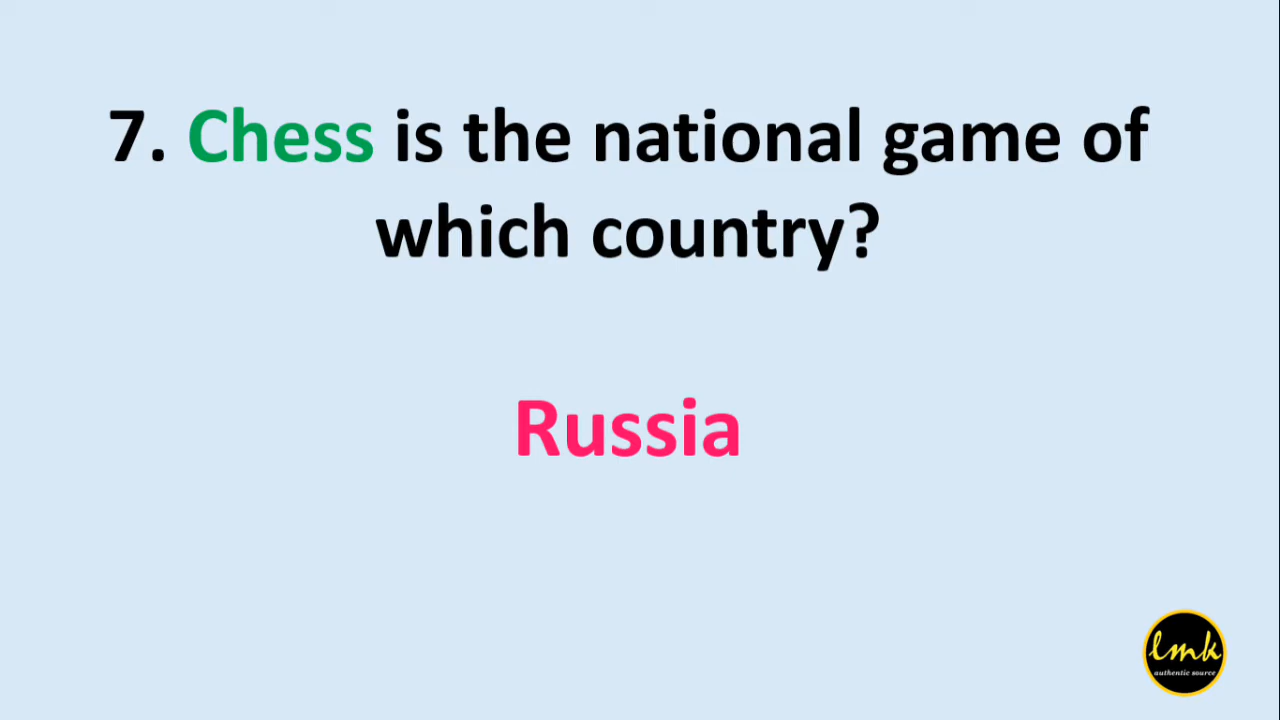 7. Chess is the national game of
which country?
Russia
lmk
authentic source